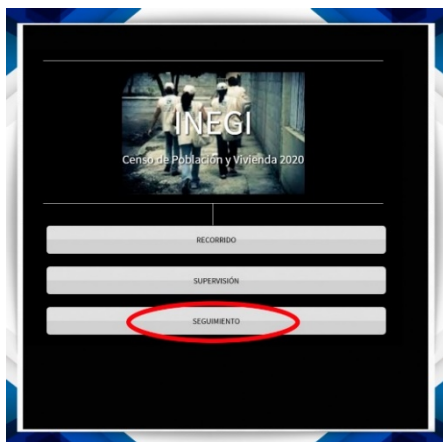 INEGI
Censo de Población y Vivienda 2020
RECORRIDO
SUPERVISIÓN
SEGUIMIENTO